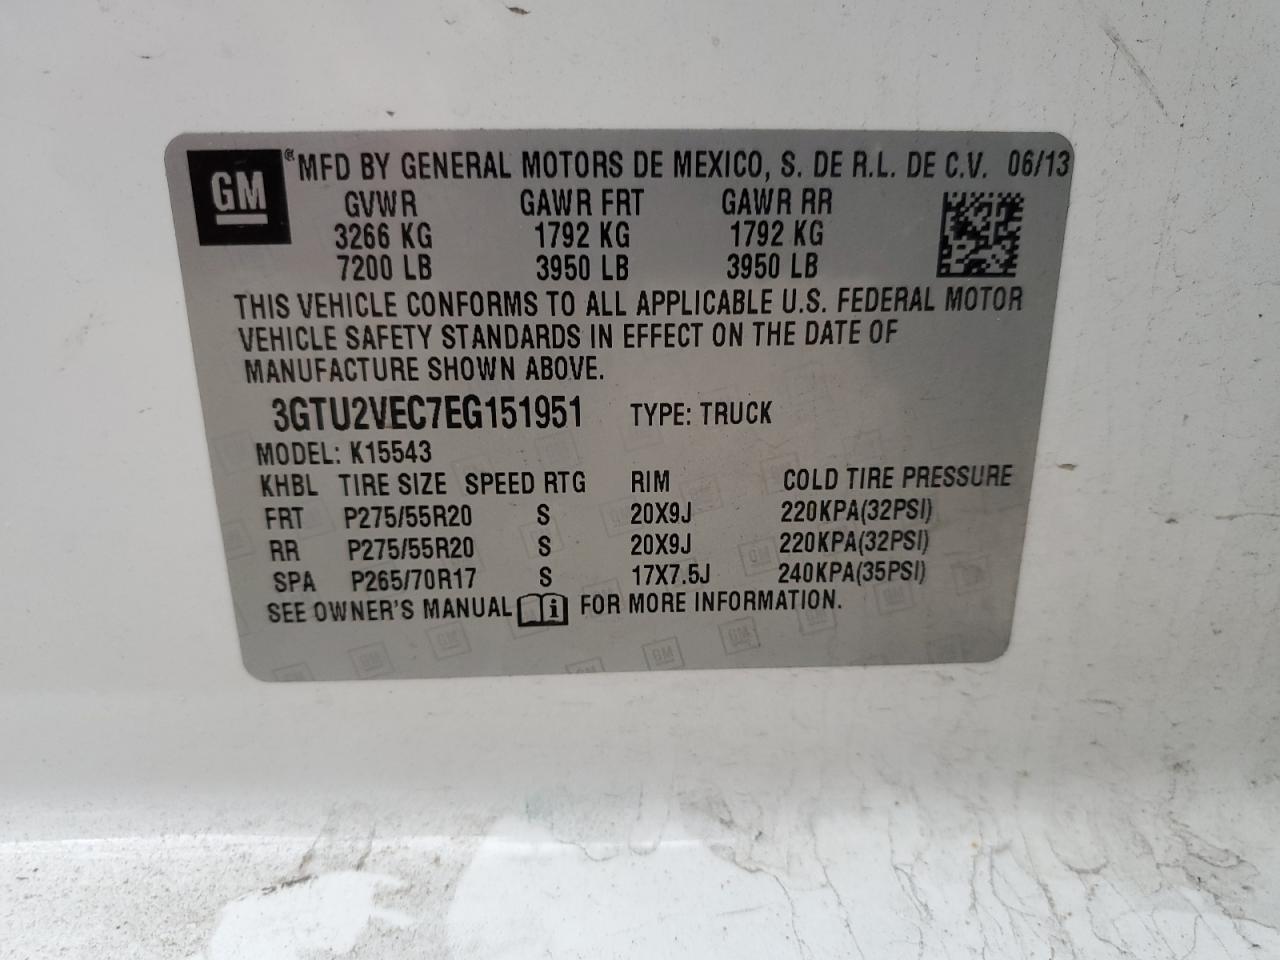 GM ® MFD BY GENERAL MOTORS DE MEXICO, S. DE R.L. DE C.V. 06/13
GVWR GAWR FRT GAWR RR
3266 KG 1792 KG 1792 KG
7200 LB 3950 LB 3950 LB
THIS VEHICLE CONFORMS TO ALL APPLICABLE U.S. FEDERAL MOTOR
VEHICLE SAFETY STANDARDS IN EFFECT ON THE DATE OF
MANUFACTURE SHOWN ABOVE.
3GTU2VEC7EG151951 TYPE: TRUCK
MODEL: K15543
KHBL TIRE SIZE SPEED RTG RIM COLD TIRE PRESSURE
FRT P275/55R20 S 20X9J 220KPA(32PSI)
RR P275/55R20 S 20X9J 220KPA(32PSI)
SPA P265/70R17 S 17X7.5J 240KPA(35PSI)
SEE OWNER'S MANUAL i FOR MORE INFORMATION.